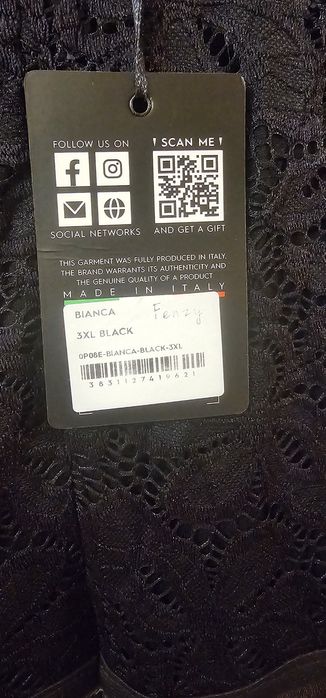 FOLLOW US ON
SOCIAL NETWORKS
! SCAN ME !
AND GET A GIFT
THIS GARMENT WAS FULLY PRODUCED IN ITALY.
THE BRAND WARRANTS ITS AUTHENTICITY AND
THE GENUINE QUALITY OF A PRODUCT
MADE IN ITALY
BIANCA Fenzy
3XL BLACK
0P06E-BIANCA-BLACK-3XL
3831127419621